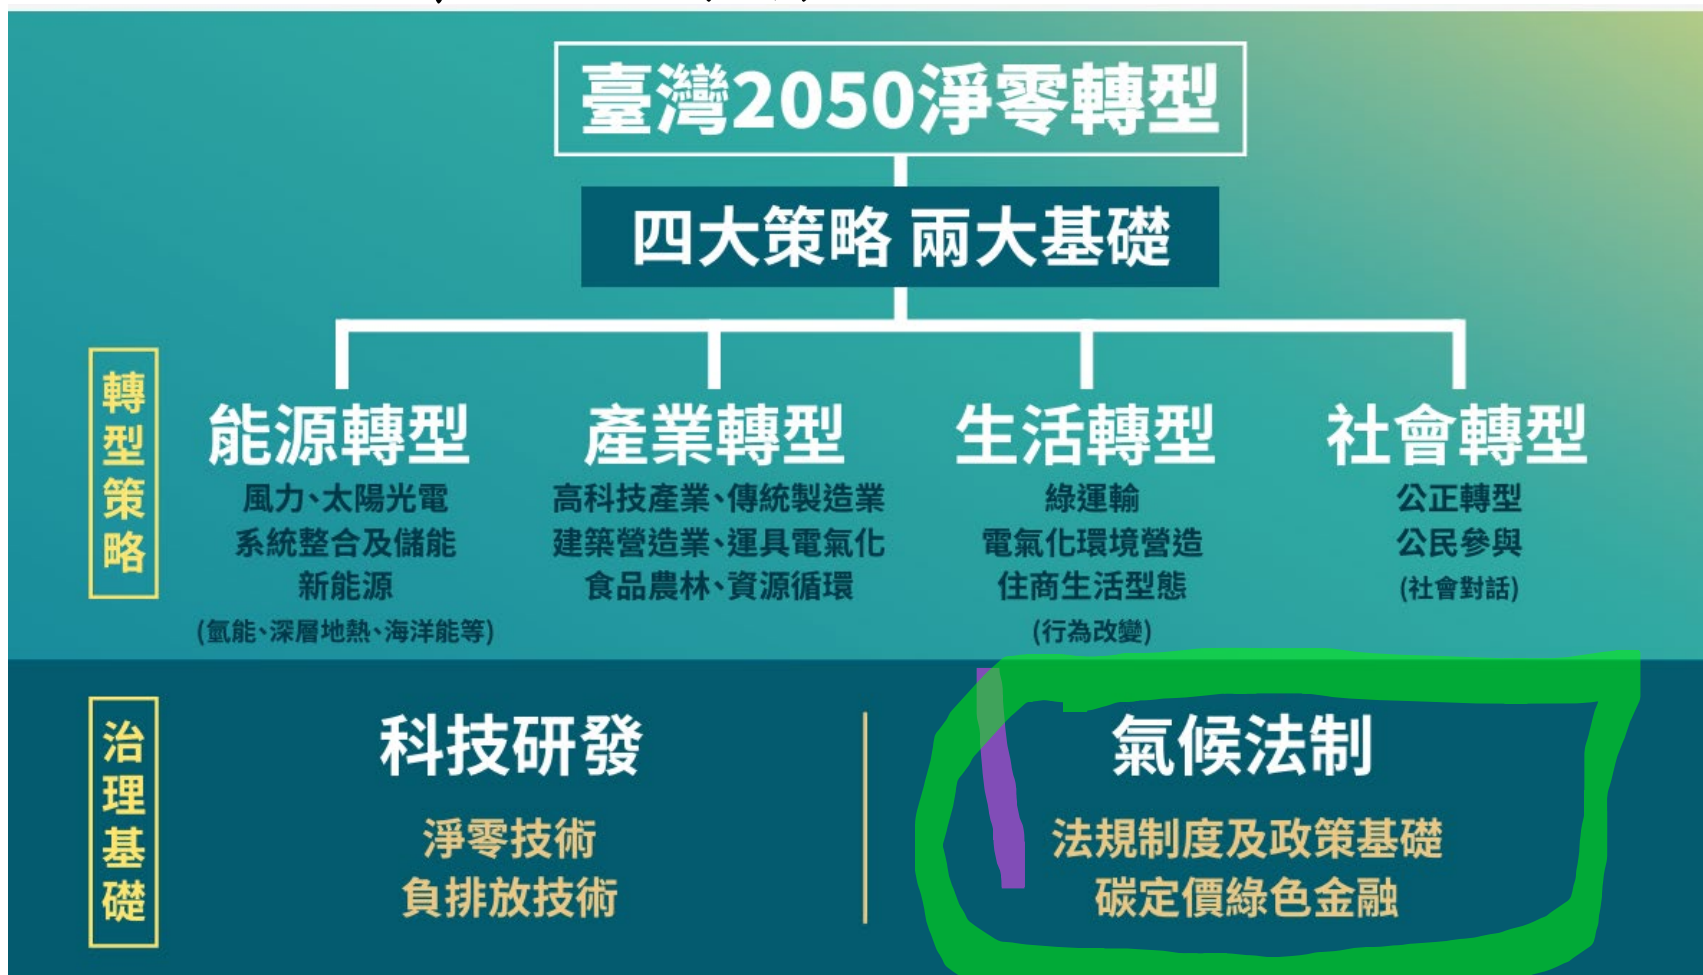 臺灣2050淨零轉型
四大策略 兩大基礎
轉型策略
能源轉型
風力、太陽光電
系統整合及儲能
新能源
(氫能、深層地熱、海洋能等)
產業轉型
高科技產業、傳統製造業
建築營造業、運具電氣化
食品農林、資源循環
生活轉型
綠運輸
電氣化環境營造
住商生活型態
(行為改變)
社會轉型
公正轉型
公民參與
(社會對話)
治理基礎
科技研發
淨零技術
負排放技術
氣候法制
法規制度及政策基礎
碳定價綠色金融